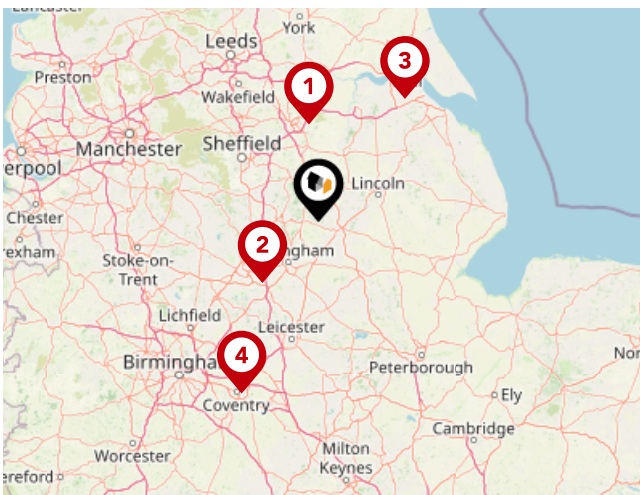 Lancaster
York
Leeds
3
Preston
1
Wakefield
Manchester
Sheffield
erpool
Lincoln
Chester
2
ngham
rexham
Stoke-on-
Trent
Lichfield
Leicester
Birmingha
4
Nor
Peterborough
Ely
Coventry
Cambridge
Worcester
Milton
Keynes
ereford